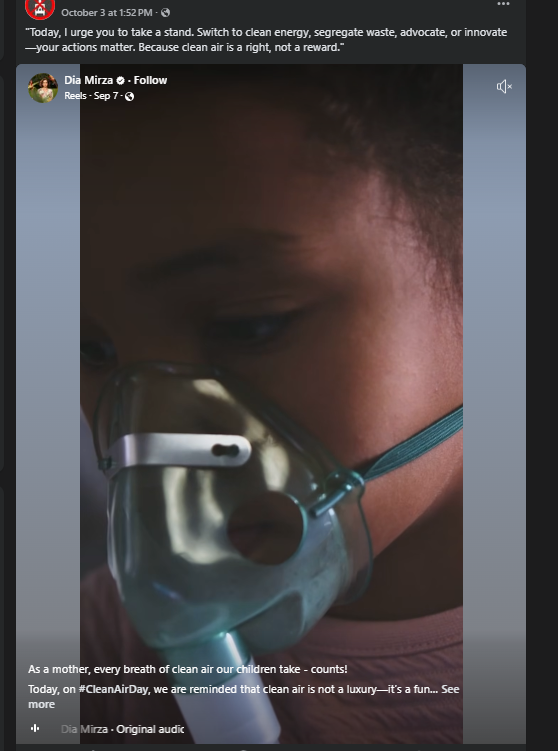 October 3 at 1:52 PM ·
"Today, I urge you to take a stand. Switch to clean energy, segregate waste, advocate, or innovate
—your actions matter. Because clean air is a right, not a reward."
Dia Mirza · Follow
Reels · Sep 7 ·
As a mother, every breath of clean air our children take - counts!
Today, on #CleanAirDay, we are reminded that clean air is not a luxury—it's a fun... See
more
Dia Mirza · Original audio